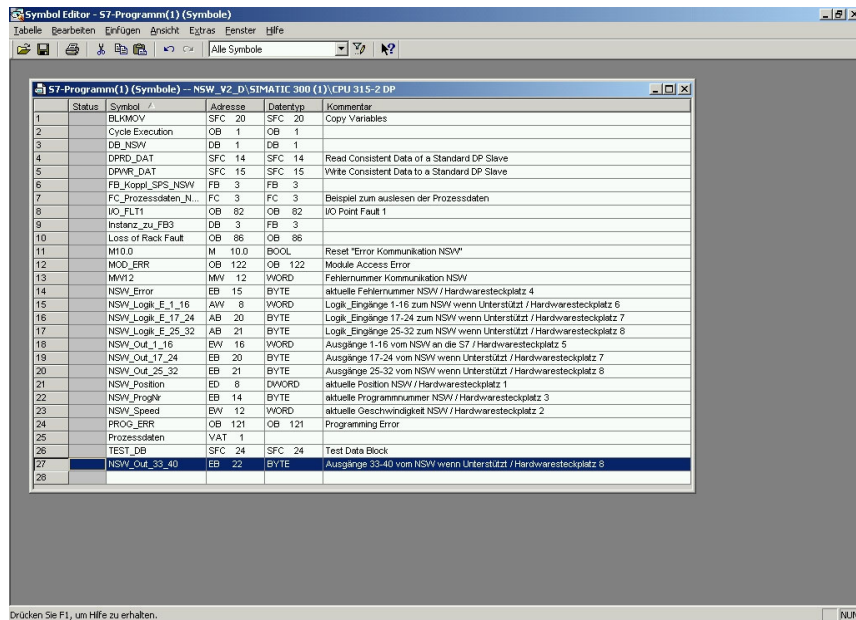 Symbol Editor - S7-Programm(1) (Symbole)
Tabelle Bearbeiten Einfügen Ansicht Extras Fenster Hilfe
Alle Symbole
S7-Programm(1) (Symbole) -- NSW_V2_D\SIMATIC 300 (1)\CPU 315-2 DP
Status Symbol Adresse Datentyp Kommentar
1 BLKMOV SFC 20 SFC 20 Copy Variables
2 Cycle Execution OB 1 OB 1
3 DB_NSW DB 1 DB 1
4 DPRD_DAT SFC 14 SFC 14 Read Consistent Data of a Standard DP Slave
5 DPWR_DAT SFC 15 SFC 15 Write Consistent Data to a Standard DP Slave
6 FB_Koppl_SPS_NSW FB 3 FB 3
7 FC_Prozessdaten_N... FC 3 FC 3 Beispiel zum auslesen der Prozessdaten
8 I/O_FLT1 OB 82 OB 82 I/O Point Fault 1
9 Instanz_zu_FB3 DB 3 FB 3
10 Loss of Rack Fault OB 86 OB 86
11 M10.0 M 10.0 BOOL Reset "Error Kommunikation NSW"
12 MOD_ERR OB 122 OB 122 Module Access Error
13 MW12 MW 12 WORD Fehlernummer Kommunikation NSW
14 NSW_Error EB 15 BYTE aktuelle Fehlernummer NSW / Hardwaresteckplatz 4
15 NSW_Logik_E_1_16 AW 8 WORD Logik_Eingänge 1-16 zum NSW wenn Unterstützt / Hardwaresteckplatz 6
16 NSW_Logik_E_17_24 AB 20 BYTE Logik_Eingänge 17-24 zum NSW wenn Unterstützt / Hardwaresteckplatz 7
17 NSW_Logik_E_25_32 AB 21 BYTE Logik_Eingänge 25-32 zum NSW wenn Unterstützt / Hardwaresteckplatz 8
18 NSW_Out_1_16 EW 16 WORD Ausgänge 1-16 vom NSW an die S7 / Hardwaresteckplatz 5
19 NSW_Out_17_24 EB 20 BYTE Ausgänge 17-24 vom NSW wenn Unterstützt / Hardwaresteckplatz 7
20 NSW_Out_25_32 EB 21 BYTE Ausgänge 25-32 vom NSW wenn Unterstützt / Hardwaresteckplatz 8
21 NSW_Position ED 8 DWORD aktuelle Position NSW / Hardwaresteckplatz 1
22 NSW_ProgNr EB 14 BYTE aktuelle Programmnummer NSW / Hardwaresteckplatz 3
23 NSW_Speed EW 12 WORD aktuelle Geschwindigkeit NSW / Hardwaresteckplatz 2
24 PROG_ERR OB 121 OB 121 Programming Error
25 Prozessdaten VAT 1
26 TEST_DB SFC 24 SFC 24 Test Data Block
27 NSW_Out_33_40 EB 22 BYTE Ausgänge 33-40 vom NSW wenn Unterstützt / Hardwaresteckplatz 8
28
Drücken Sie F1, um Hilfe zu erhalten.
NUM